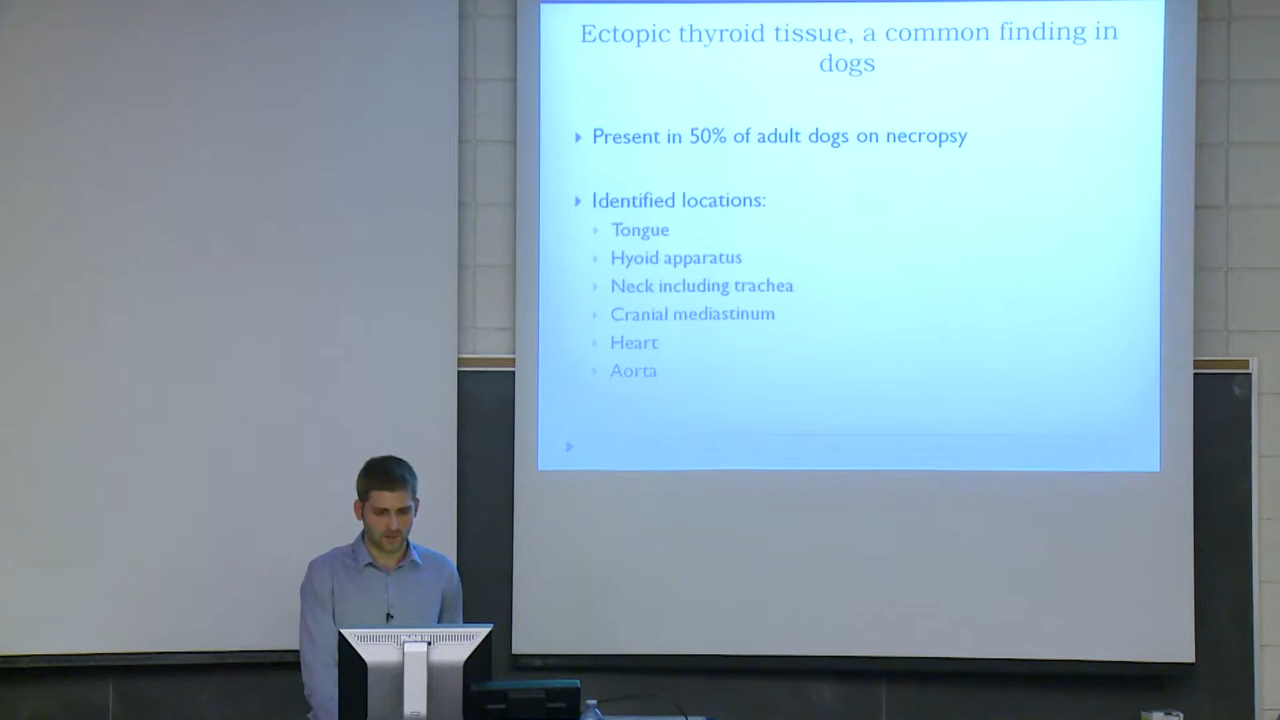 Ectopic thyroid tissue, a common finding in
dogs
Present in 50% of adult dogs on necropsy
Identified locations:
Tongue
Hyoid apparatus
Neck including trachea
Cranial mediastinum
Heart
Aorta